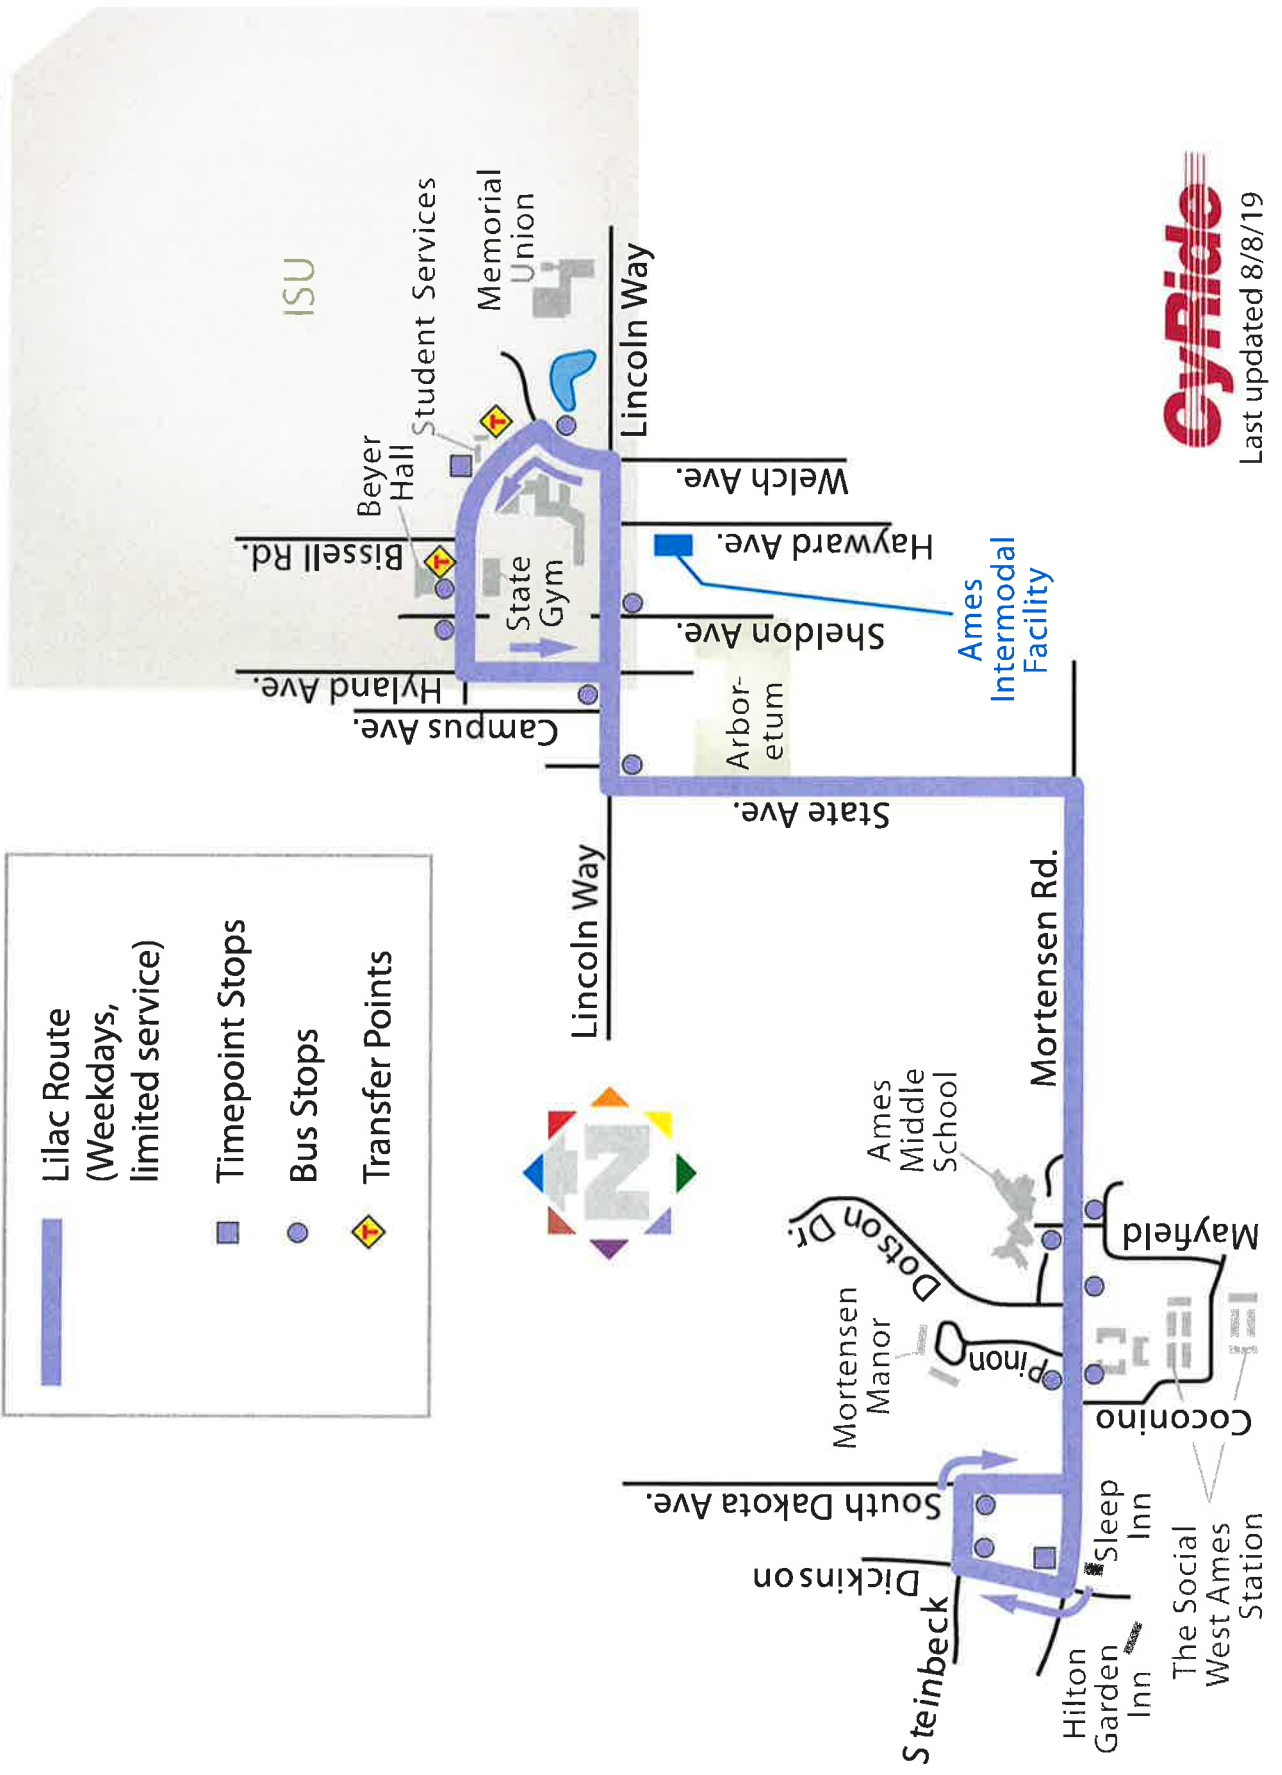 Lilac Route
(Weekdays,
limited service)
Timepoint Stops
Bus Stops
T Transfer Points
N
ISU
Student Services
Memorial
Union
Beyer
Hall
Bissell Rd.
T
T
State
Gym
Hyland Ave.
Campus Ave.
Lincoln Way
Lincoln Way
Welch Ave.
Hayward Ave.
Sheldon Ave.
Ames
Intermodal
Facility
Arbor-
etum
State Ave.
Mortensen Rd.
Ames
Middle
School
Dotson Dr.
Mortensen
Manor
Pinon
Mayfield
Coconino
South Dakota Ave.
Dickinson
Steinbeck
Sleep
Inn
Hilton
Garden
Inn
The Social
West Ames
Station
CyRide
Last updated 8/8/19